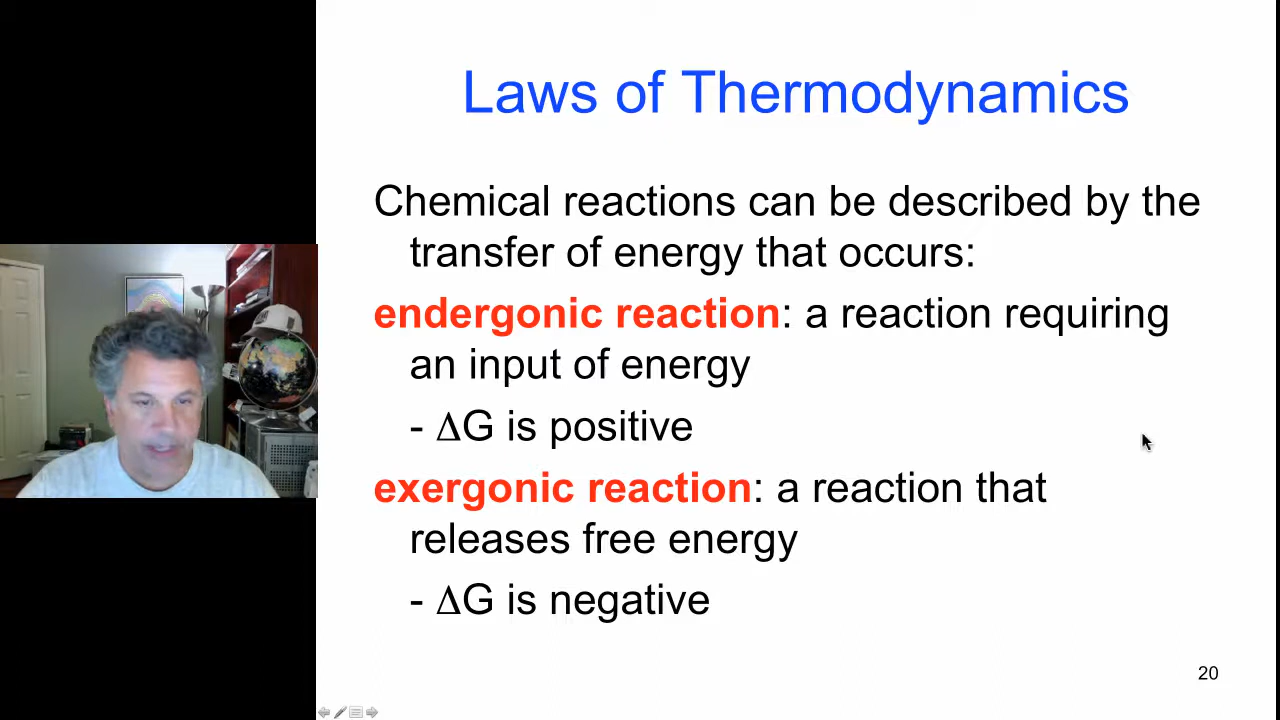 Laws of Thermodynamics
Chemical reactions can be described by the
transfer of energy that occurs:
endergonic reaction: a reaction requiring
an input of energy
- ΔG is positive
exergonic reaction: a reaction that
releases free energy
- ΔG is negative
20